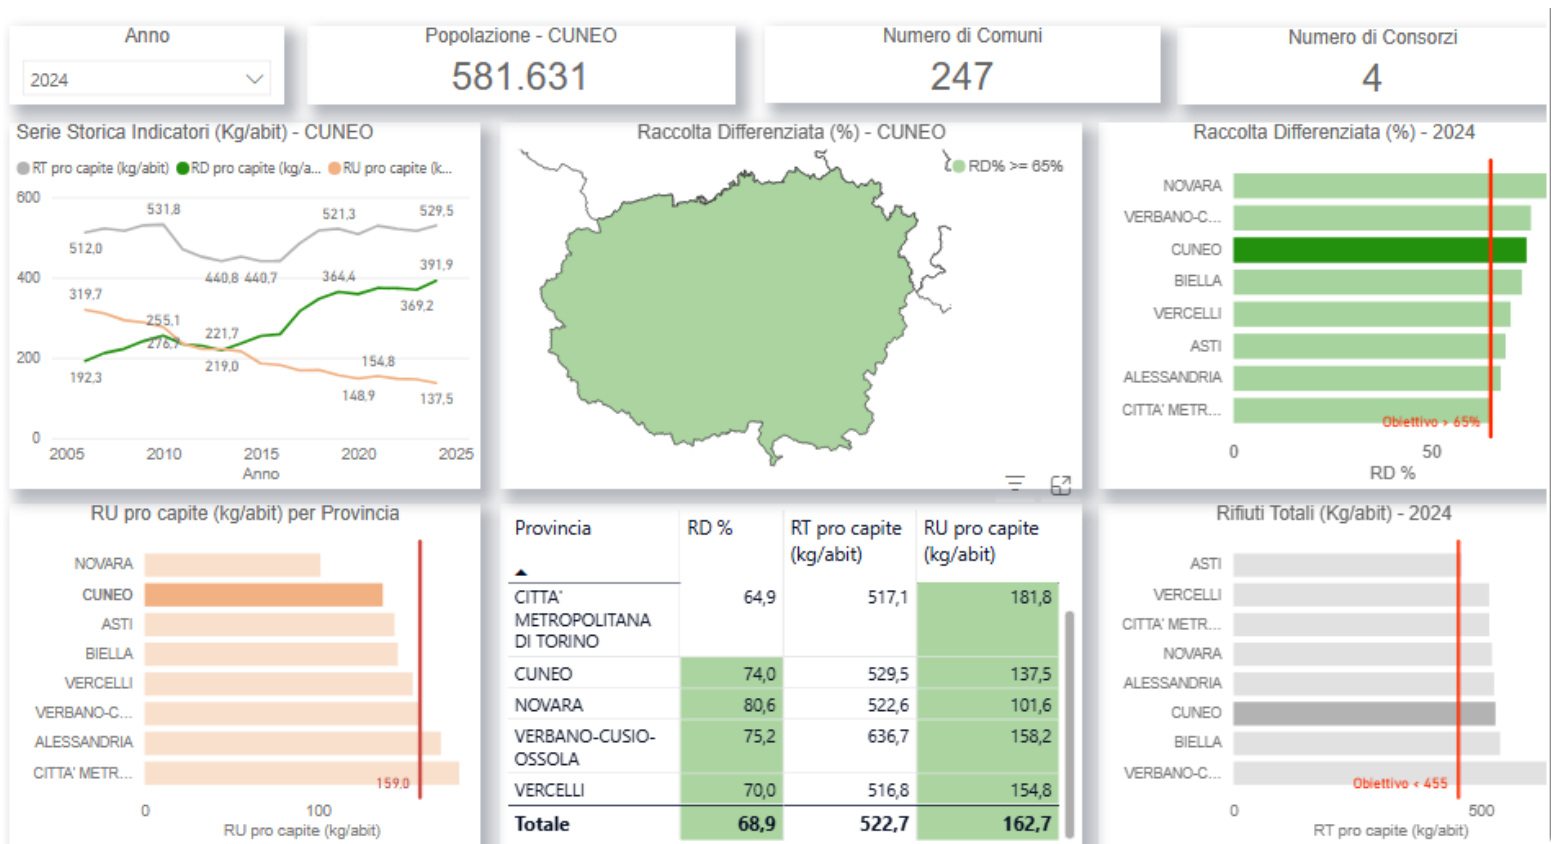 Anno
2024
Popolazione - CUNEO
581.631
Numero di Comuni
247
Numero di Consorzi
4
Serie Storica Indicatori (Kg/abit) - CUNEO
RT pro capite (kg/abit) RD pro capite (kg/a... RU pro capite (k...
600
400
200
0
531,8
521,3
529,5
512,0
440,8 440,7
364,4
391,9
369,2
319,7
255,1
276,7
221,7
219,0
192,3
154,8
148,9
137,5
2005 2010 2015 2020 2025
Anno
Raccolta Differenziata (%) - CUNEO
RD% >= 65%
Raccolta Differenziata (%) - 2024
NOVARA
VERBANO-C...
CUNEO
BIELLA
VERCELLI
ASTI
ALESSANDRIA
CITTA' METR...
Obiettivo > 65%
0 50
RD %
RU pro capite (kg/abit) per Provincia
NOVARA
CUNEO
ASTI
BIELLA
VERCELLI
VERBANO-C...
ALESSANDRIA
CITTA' METR...
159,0
0 100
RU pro capite (kg/abit)
Provincia RD % RT pro capite (kg/abit) RU pro capite (kg/abit)
CITTA' METROPOLITANA DI TORINO 64,9 517,1 181,8
CUNEO 74,0 529,5 137,5
NOVARA 80,6 522,6 101,6
VERBANO-CUSIO-OSSOLA 75,2 636,7 158,2
VERCELLI 70,0 516,8 154,8
Totale 68,9 522,7 162,7
Rifiuti Totali (Kg/abit) - 2024
ASTI
VERCELLI
CITTA' METR...
NOVARA
ALESSANDRIA
CUNEO
BIELLA
VERBANO-C...
Obiettivo < 455
0 500
RT pro capite (kg/abit)